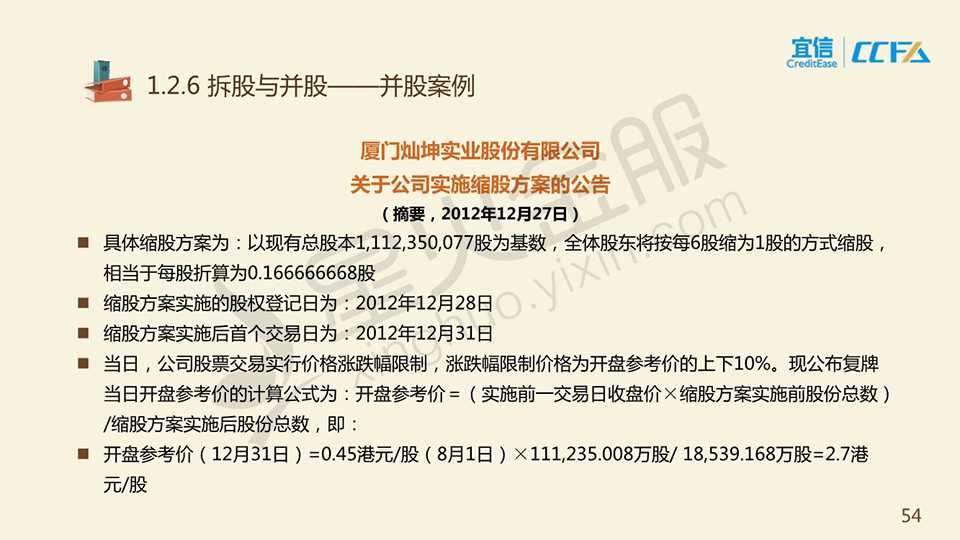 宜信
CreditEase
CCFA
1.2.6 拆股与并股——并股案例
厦门灿坤实业股份有限公司
关于公司实施缩股方案的公告
（摘要，2012年12月27日）
■ 具体缩股方案为：以现有总股本1,112,350,077股为基数，全体股东将按每6股缩为1股的方式缩股，
相当于每股折算为0.166666668股
■ 缩股方案实施的股权登记日为：2012年12月28日
■ 缩股方案实施后首个交易日为：2012年12月31日
■ 当日，公司股票交易实行价格涨跌幅限制，涨跌幅限制价格为开盘参考价的上下10%。现公布复牌
当日开盘参考价的计算公式为：开盘参考价＝（实施前一交易日收盘价×缩股方案实施前股份总数）
/缩股方案实施后股份总数，即：
■ 开盘参考价（12月31日）=0.45港元/股（8月1日）×111,235.008万股/ 18,539.168万股=2.7港
元/股
星火金服
xinghuo.yixin.com
54